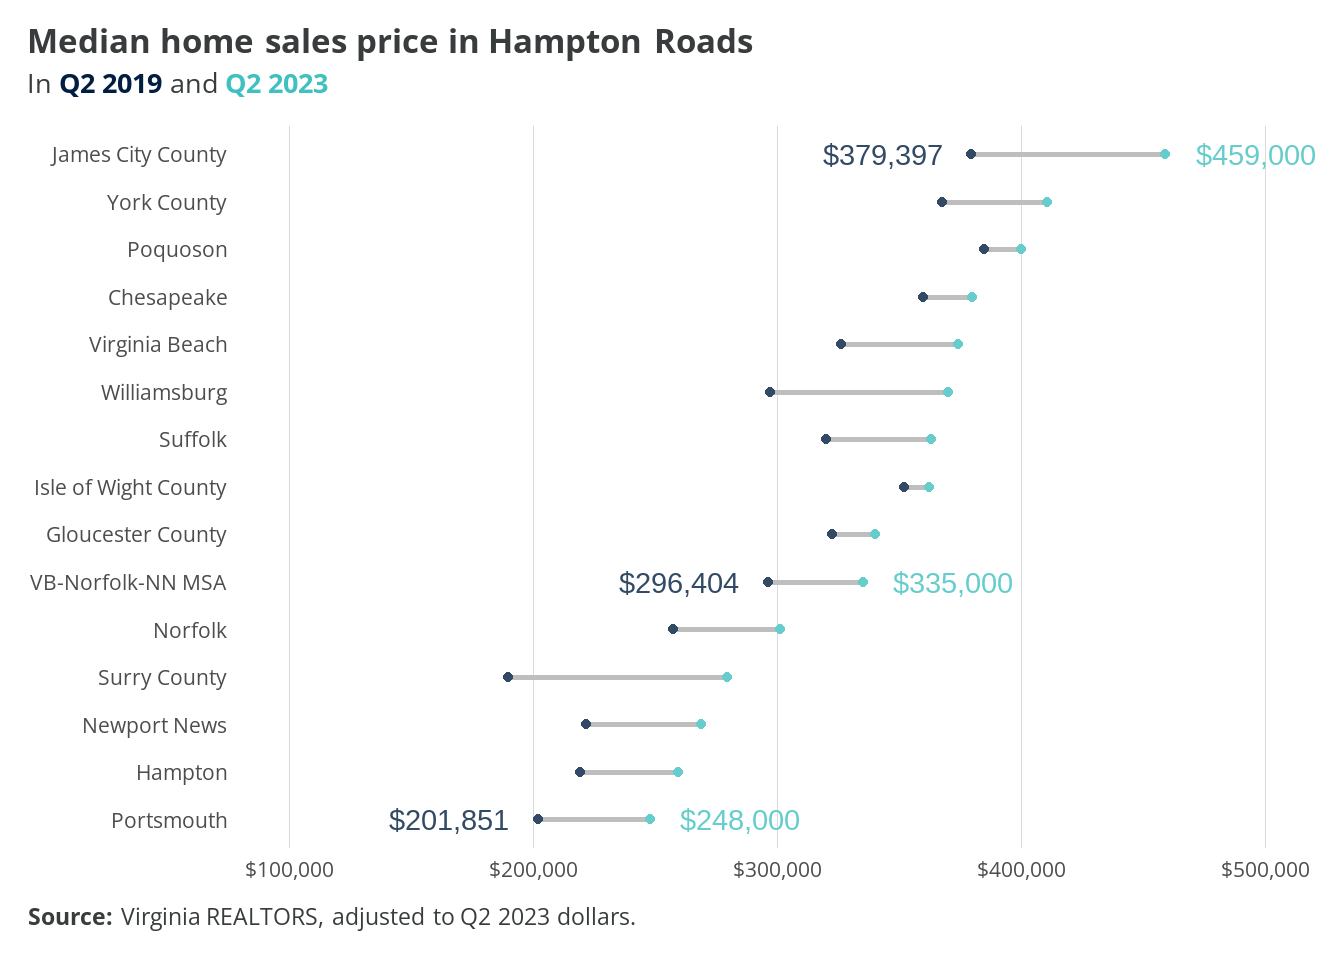 Median home sales price in Hampton Roads
In Q2 2019 and Q2 2023
James City County $379,397 $459,000
York County
Poquoson
Chesapeake
Virginia Beach
Williamsburg
Suffolk
Isle of Wight County
Gloucester County
VB-Norfolk-NN MSA $296,404 $335,000
Norfolk
Surry County
Newport News
Hampton
Portsmouth $201,851 $248,000
$100,000 $200,000 $300,000 $400,000 $500,000
Source: Virginia REALTORS, adjusted to Q2 2023 dollars.